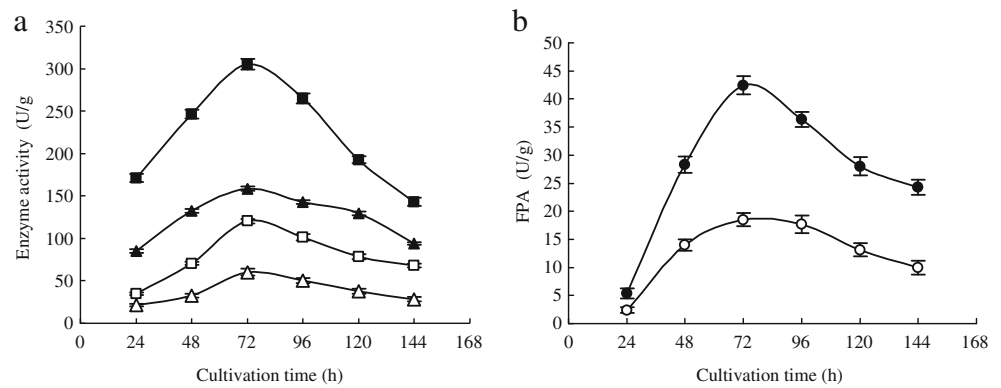 a
Enzyme activity (U/g)
350
300
250
200
150
100
50
0
0 24 48 72 96 120 144 168
Cultivation time (h)
b
FPA (U/g)
50
45
40
35
30
25
20
15
10
5
0
0 24 48 72 96 120 144 168
Cultivation time (h)